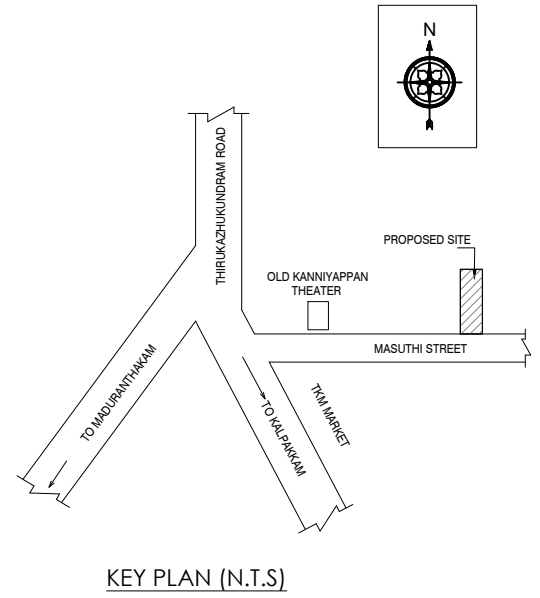 N
THIRUKAZHUKUNDRAM ROAD
PROPOSED SITE
OLD KANNIYAPPAN
THEATER
MASUTHI STREET
TO MADURANTHAKAM
TO KALPAKKAM
TKM MARKET
KEY PLAN (N.T.S)